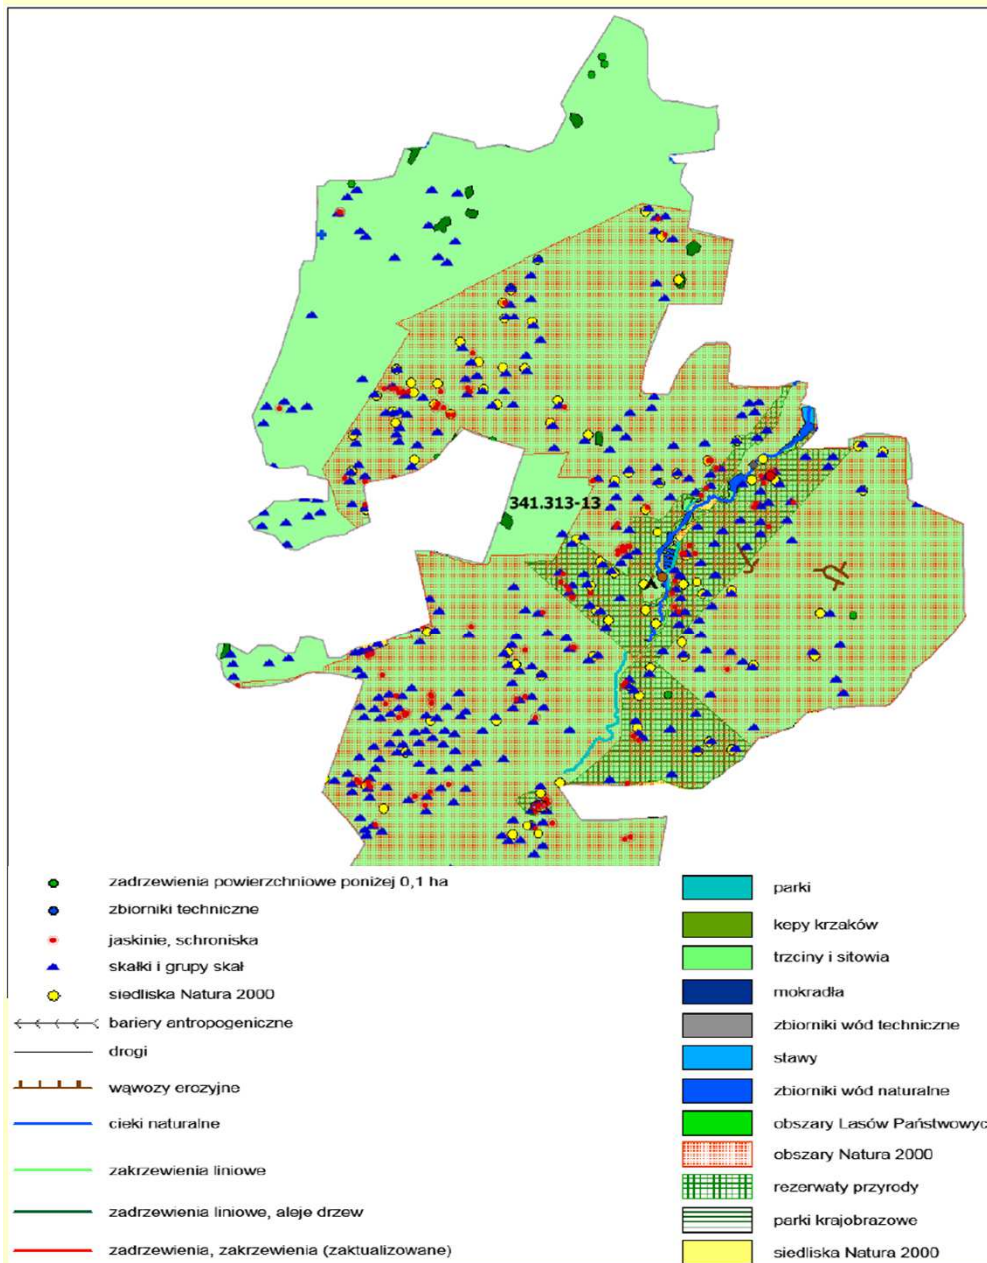 341.313-13
zadrzewienia powierzchniowe poniżej 0,1 ha
zbiorniki techniczne
jaskinie, schroniska
skałki i grupy skał
siedliska Natura 2000
bariery antropogeniczne
drogi
wąwozy erozyjne
cieki naturalne
zakrzewienia liniowe
zadrzewienia liniowe, aleje drzew
zadrzewienia, zakrzewienia (zaktualizowane)
parki
kępy krzaków
trzciny i sitowia
mokradła
zbiorniki wód techniczne
stawy
zbiorniki wód naturalne
obszary Lasów Państwowyc
obszary Natura 2000
rezerwaty przyrody
parki krajobrazowe
siedliska Natura 2000